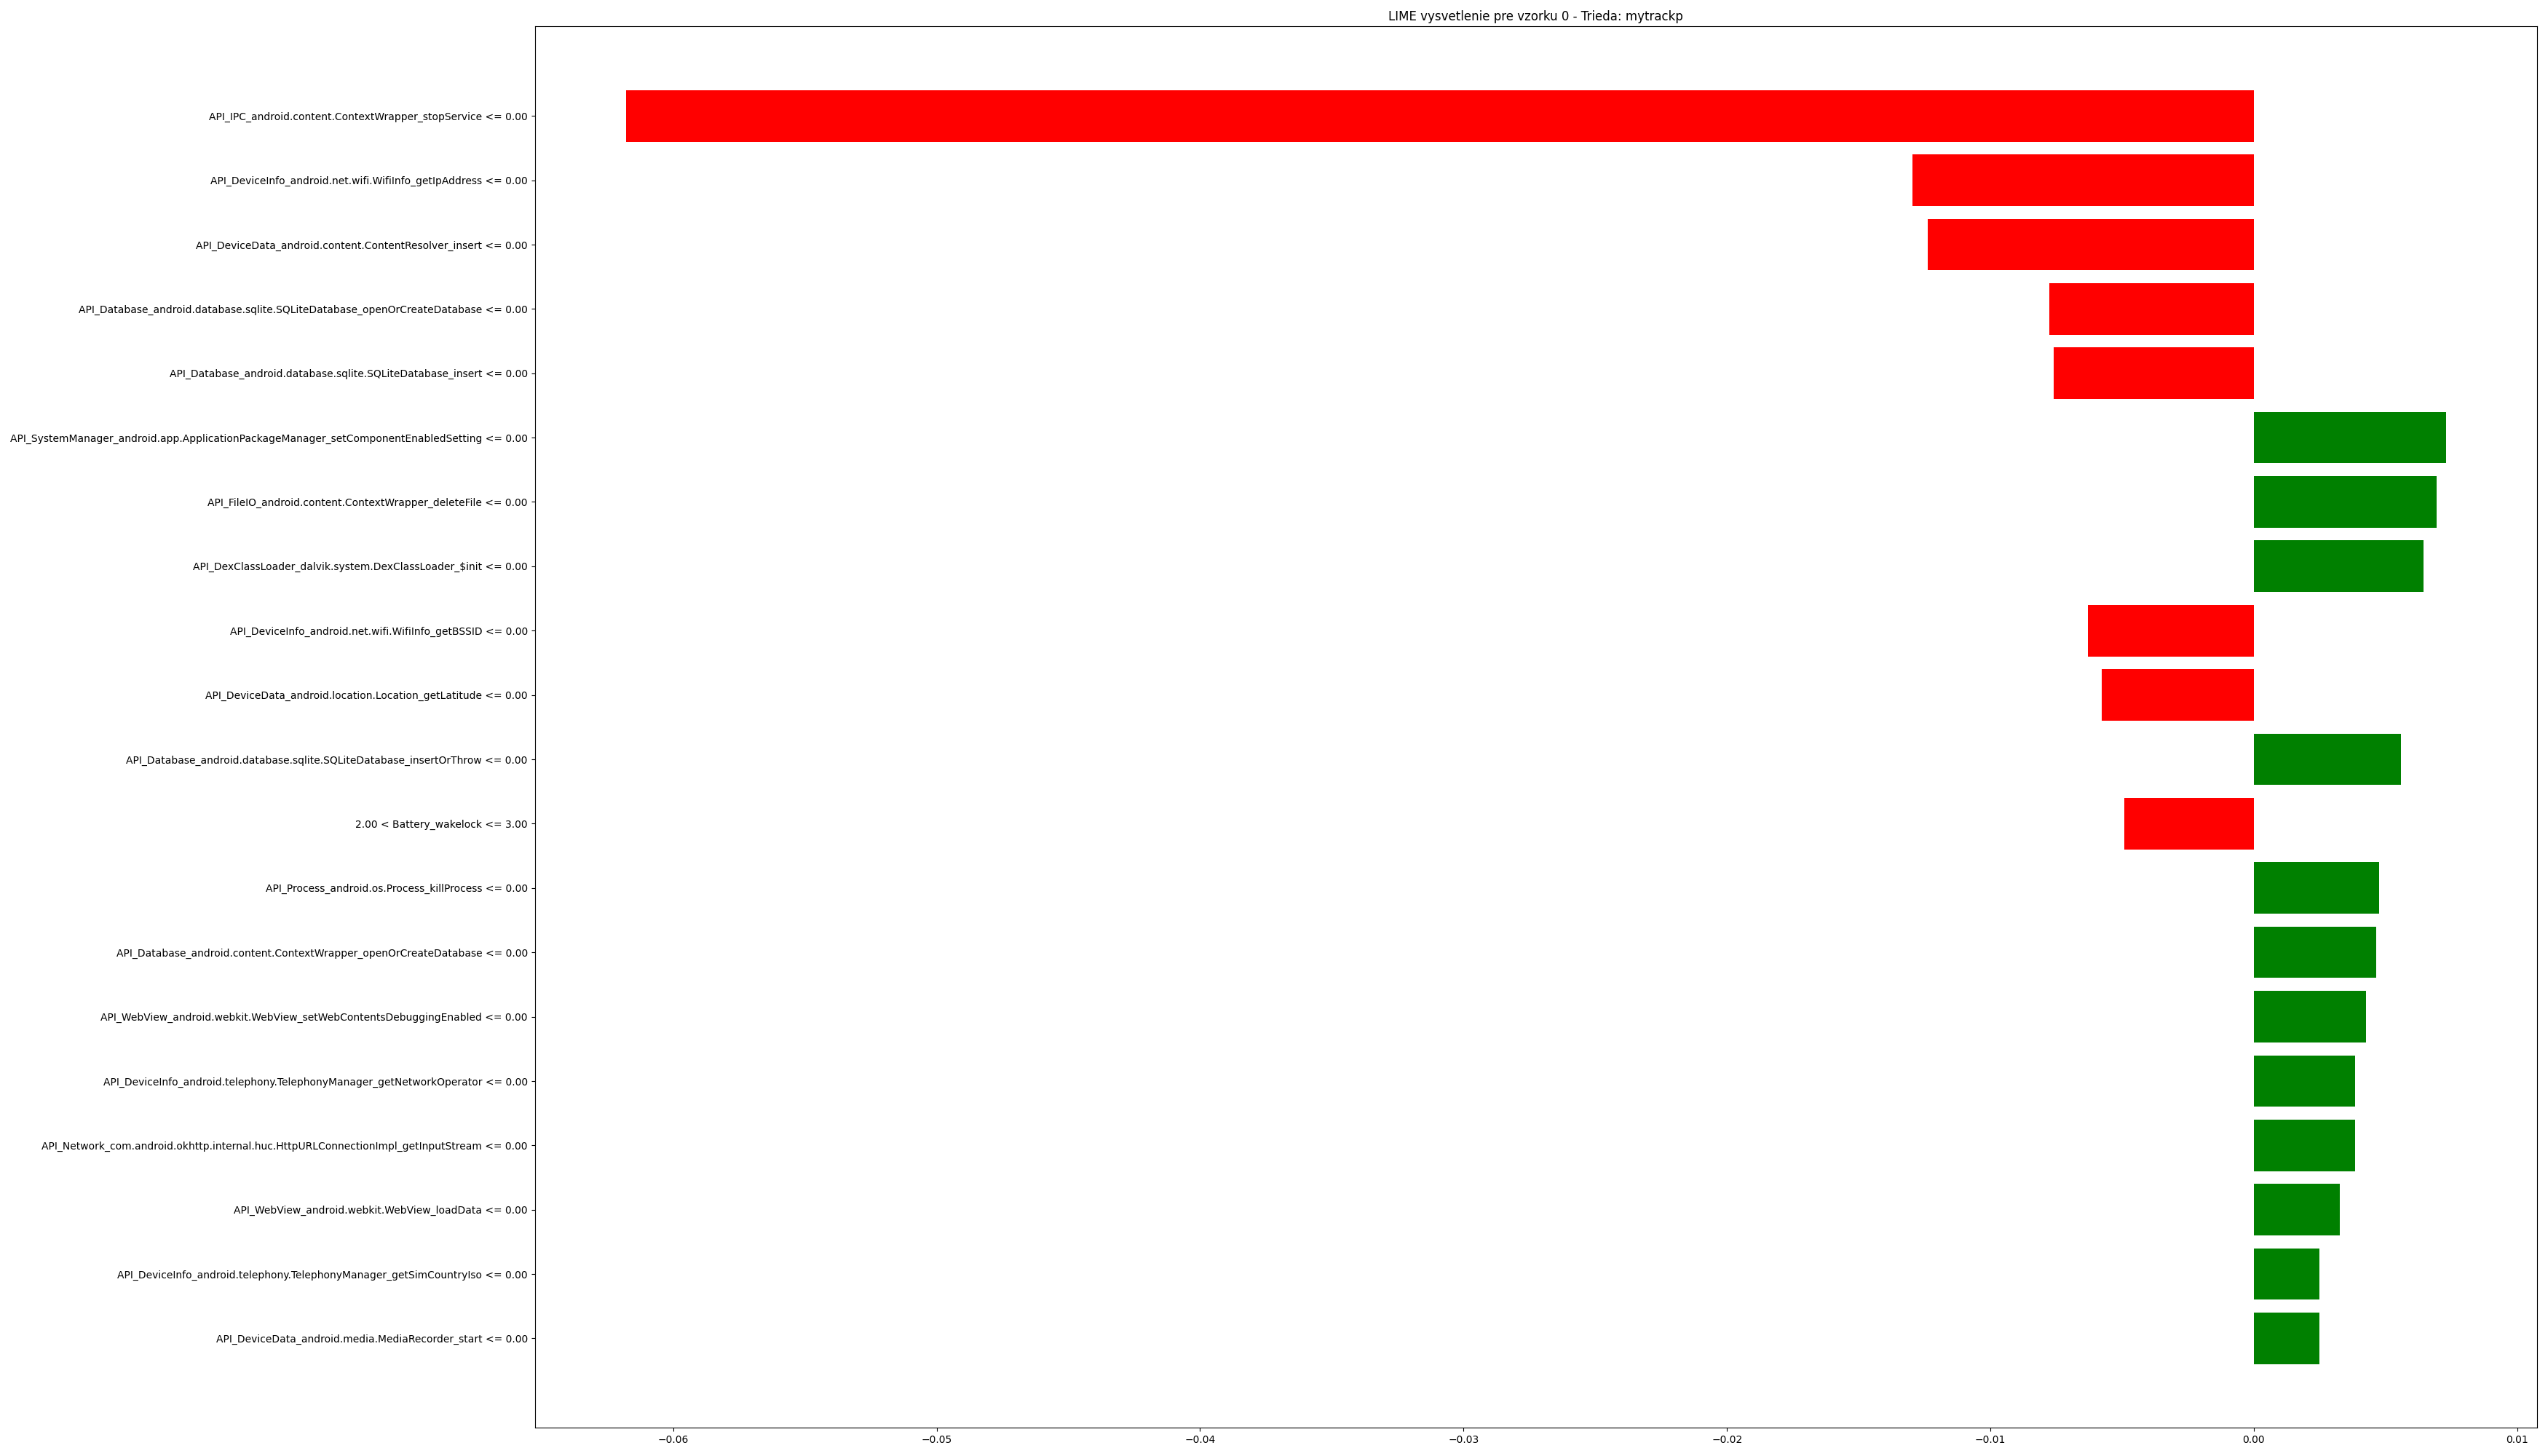 LIME vysvetlenie pre vzorku 0 - Trieda: mytrackp
API_IPC_android.content.ContextWrapper_stopService <= 0.00
API_DeviceInfo_android.net.wifi.WifiInfo_getIpAddress <= 0.00
API_DeviceData_android.content.ContentResolver_insert <= 0.00
API_Database_android.database.sqlite.SQLiteDatabase_openOrCreateDatabase <= 0.00
API_Database_android.database.sqlite.SQLiteDatabase_insert <= 0.00
API_SystemManager_android.app.ApplicationPackageManager_setComponentEnabledSetting <= 0.00
API_FileIO_android.content.ContextWrapper_deleteFile <= 0.00
API_DexClassLoader_dalvik.system.DexClassLoader_$init <= 0.00
API_DeviceInfo_android.net.wifi.WifiInfo_getBSSID <= 0.00
API_DeviceData_android.location.Location_getLatitude <= 0.00
API_Database_android.database.sqlite.SQLiteDatabase_insertOrThrow <= 0.00
2.00 < Battery_wakelock <= 3.00
API_Process_android.os.Process_killProcess <= 0.00
API_Database_android.content.ContextWrapper_openOrCreateDatabase <= 0.00
API_WebView_android.webkit.WebView_setWebContentsDebuggingEnabled <= 0.00
API_DeviceInfo_android.telephony.TelephonyManager_getNetworkOperator <= 0.00
API_Network_com.android.okhttp.internal.huc.HttpURLConnectionImpl_getInputStream <= 0.00
API_WebView_android.webkit.WebView_loadData <= 0.00
API_DeviceInfo_android.telephony.TelephonyManager_getSimCountryIso <= 0.00
API_DeviceData_android.media.MediaRecorder_start <= 0.00
−0.06 −0.05 −0.04 −0.03 −0.02 −0.01 0.00 0.01